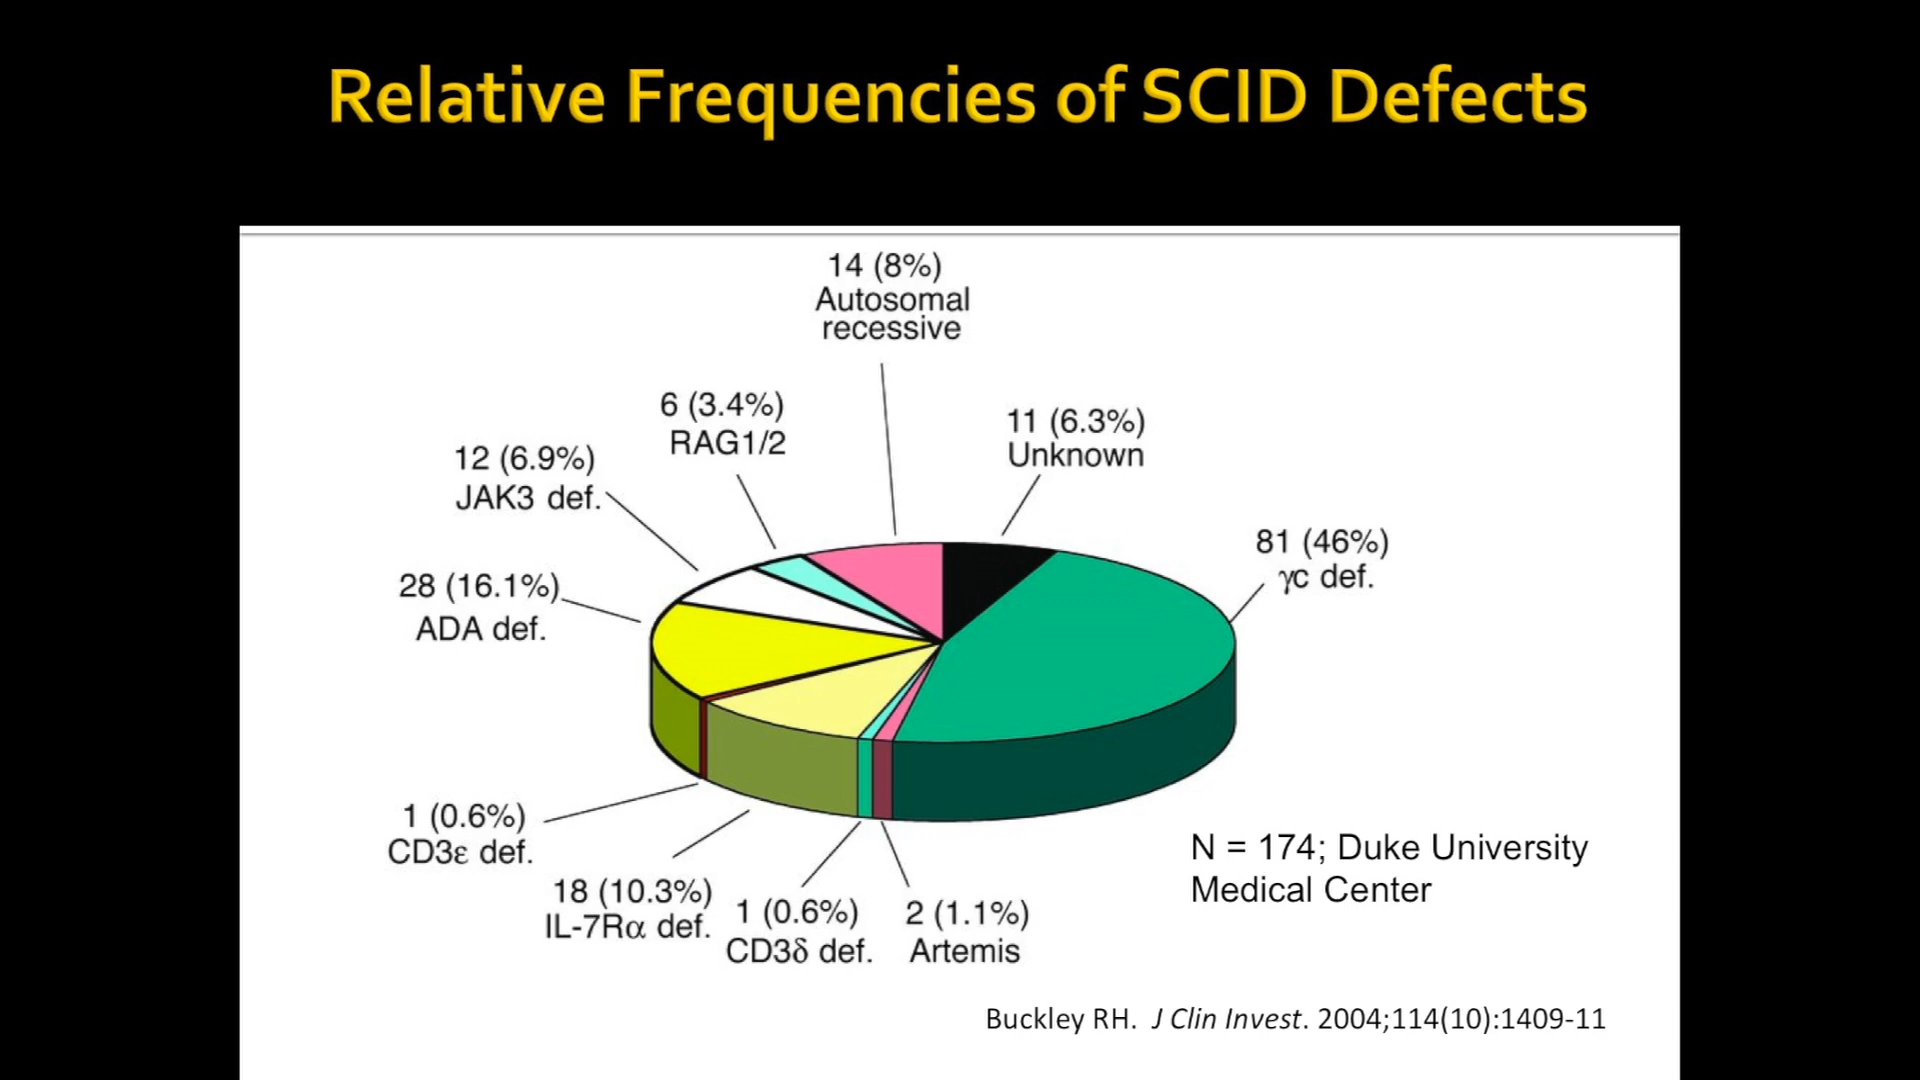 Relative Frequencies of SCID Defects
14 (8%)
Autosomal
recessive
6 (3.4%)
RAG1/2
11 (6.3%)
Unknown
12 (6.9%)
JAK3 def.
81 (46%)
γc def.
28 (16.1%)
ADA def.
1 (0.6%)
CD3ε def.
18 (10.3%)
IL-7Rα def.
1 (0.6%)
CD3δ def.
2 (1.1%)
Artemis
N = 174; Duke University
Medical Center
Buckley RH. J Clin Invest. 2004;114(10):1409-11